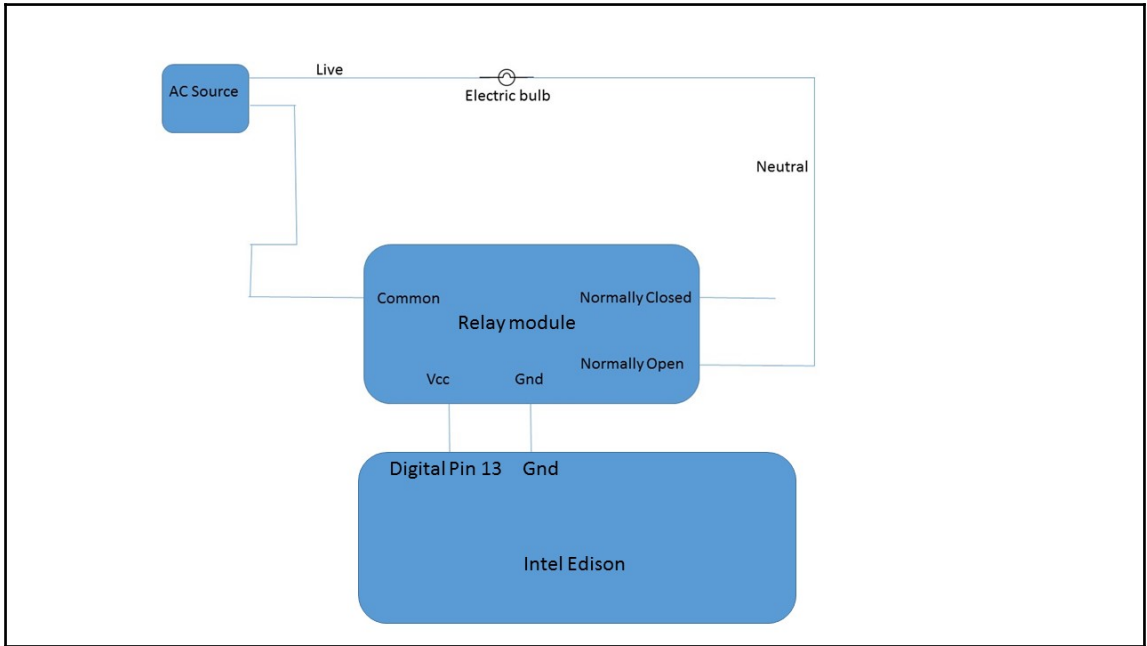 Live
AC Source
Electric bulb
Neutral
Common
Normally Closed
Relay module
Normally Open
Vcc
Gnd
Digital Pin 13
Gnd
Intel Edison